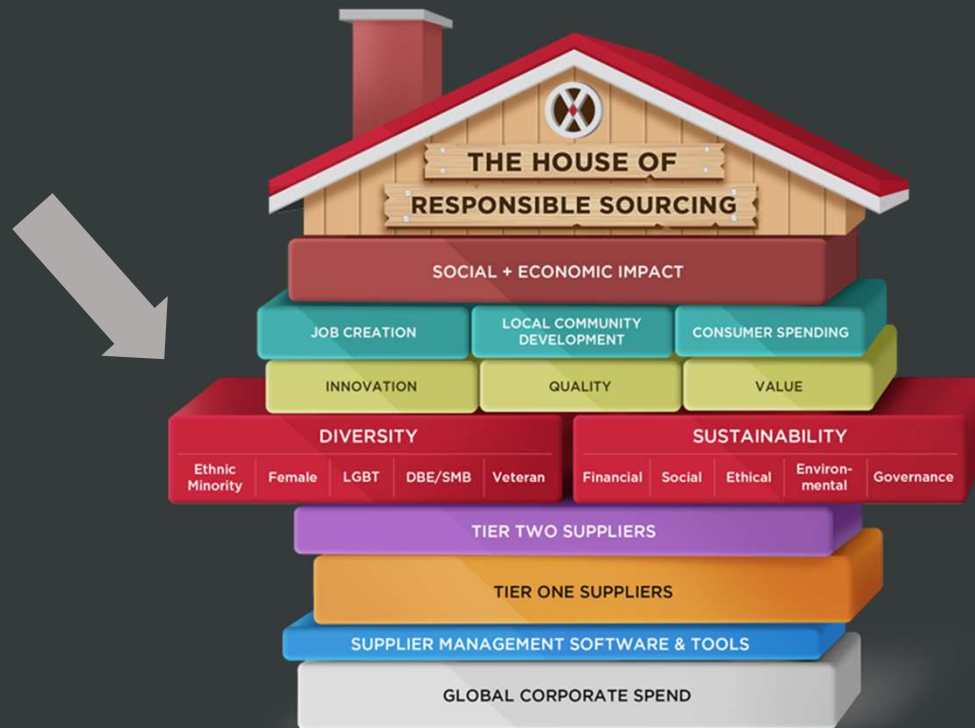 THE HOUSE OF
RESPONSIBLE SOURCING
SOCIAL + ECONOMIC IMPACT
JOB CREATION
LOCAL COMMUNITY
DEVELOPMENT
CONSUMER SPENDING
INNOVATION
QUALITY
VALUE
DIVERSITY
Ethnic
Minority
Female
LGBT
DBE/SMB
Veteran
SUSTAINABILITY
Financial
Social
Ethical
Environ-
mental
Governance
TIER TWO SUPPLIERS
TIER ONE SUPPLIERS
SUPPLIER MANAGEMENT SOFTWARE & TOOLS
GLOBAL CORPORATE SPEND